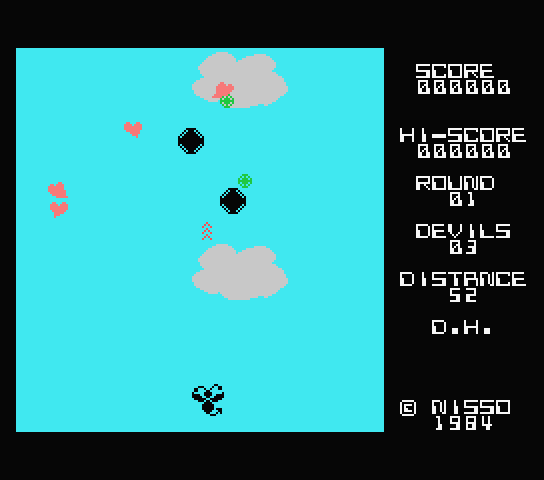 SCORE
000000
HI-SCORE
000000
ROUND
01
DEVILS
03
DISTANCE
52
D.H.
© NISSO
1984